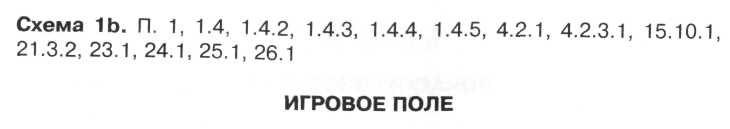 Схема 1b. П. 1, 1.4, 1.4.2, 1.4.3, 1.4.4, 1.4.5, 4.2.1, 4.2.3.1, 15.10.1,
21.3.2, 23.1, 24.1, 25.1, 26.1
ИГРОВОЕ ПОЛЕ